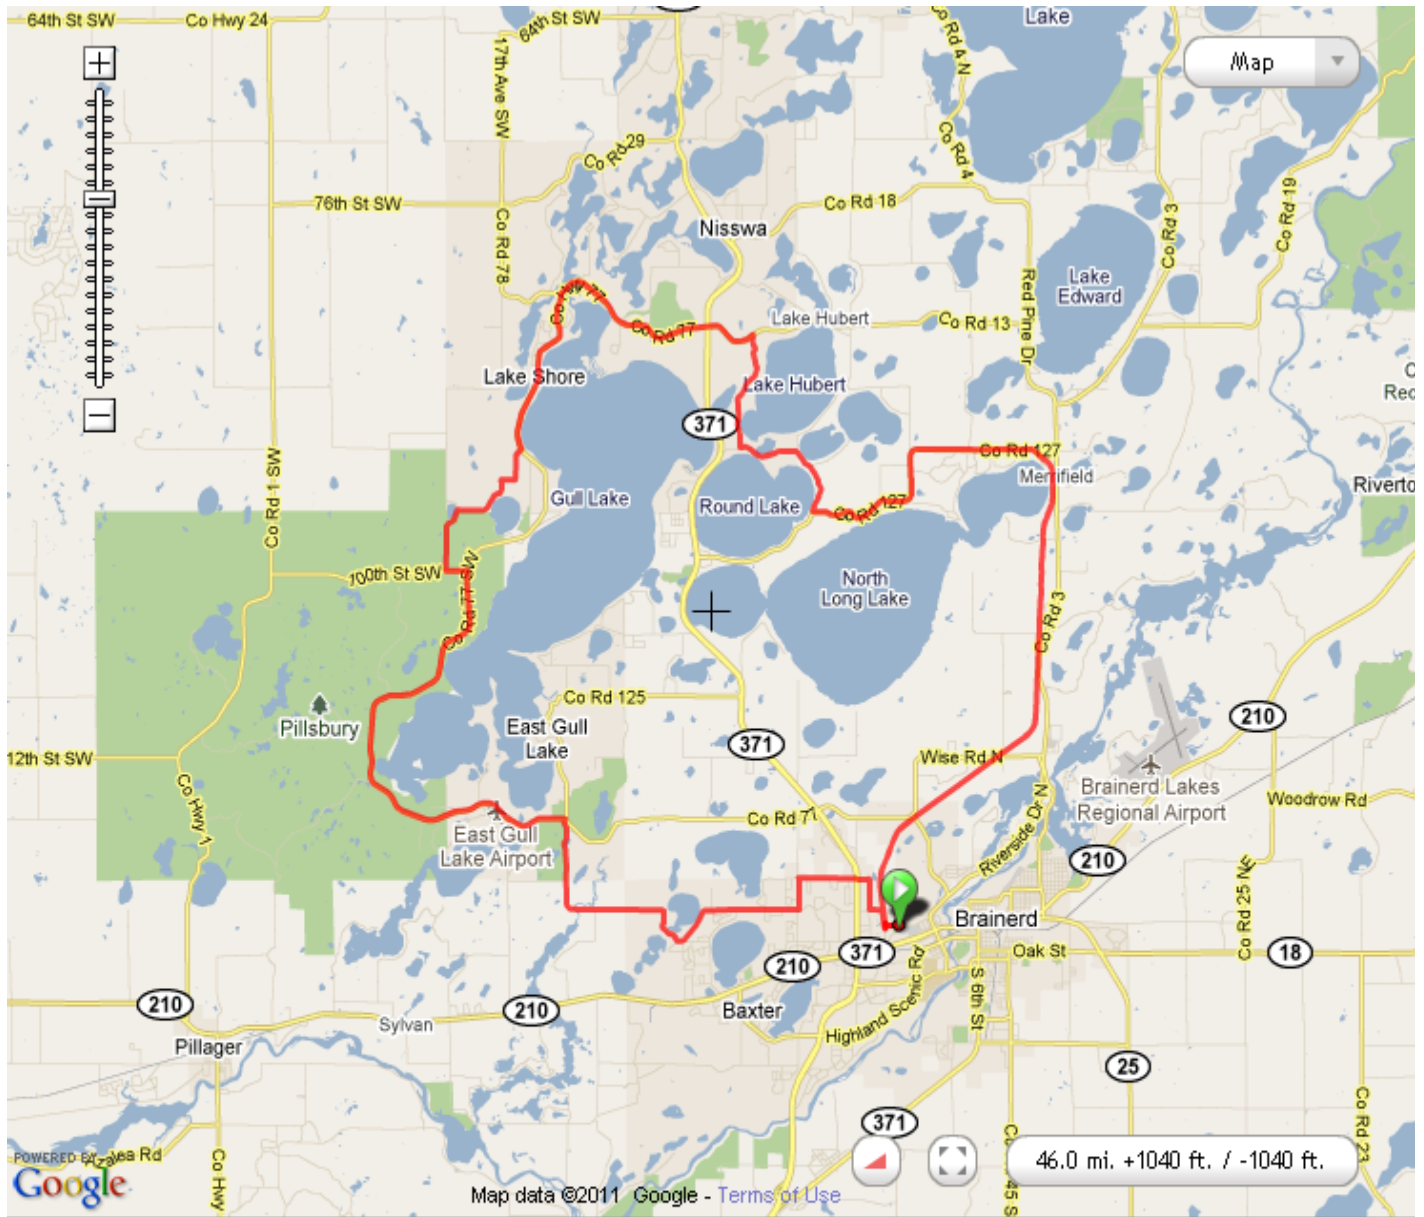 64th St SW
Co Hwy 24
64th St SW
Lake
Co Rd 4 N
Map
17th Ave SW
Co Rd 29
Co Rd 4
Co Rd 3
Co Rd 19
76th St SW
Co Rd 18
Nisswa
Co Rd 78
Red Pine Dr
Lake
Edward
Co Hwy 77
Co Rd 77
Lake Hubert
Co Rd 13
Lake Shore
Lake Hubert
371
Co Rd 127
Merrifield
Co Rd 1 SW
Gull Lake
Round Lake
Co Rd 127
Riverto
Rec
700th St SW
Co Rd 77 SW
North
Long Lake
Co Rd 3
Pillsbury
Co Rd 125
East Gull
Lake
371
210
12th St SW
Wise Rd N
Brainerd Lakes
Regional Airport
Woodrow Rd
Co Hwy 1
East Gull
Lake Airport
Co Rd 77
Riverside Dr N
210
Co Rd 25 NE
Brainerd
371
210
Oak St
18
210
210
Sylvan
Baxter
Highland Scenic Rd
S 6th St
Pillager
25
371
Co Rd 23
Co Hwy
45 S
POWERED BY
Google
Map data ©2011 Google - Terms of Use
46.0 mi. +1040 ft. / -1040 ft.